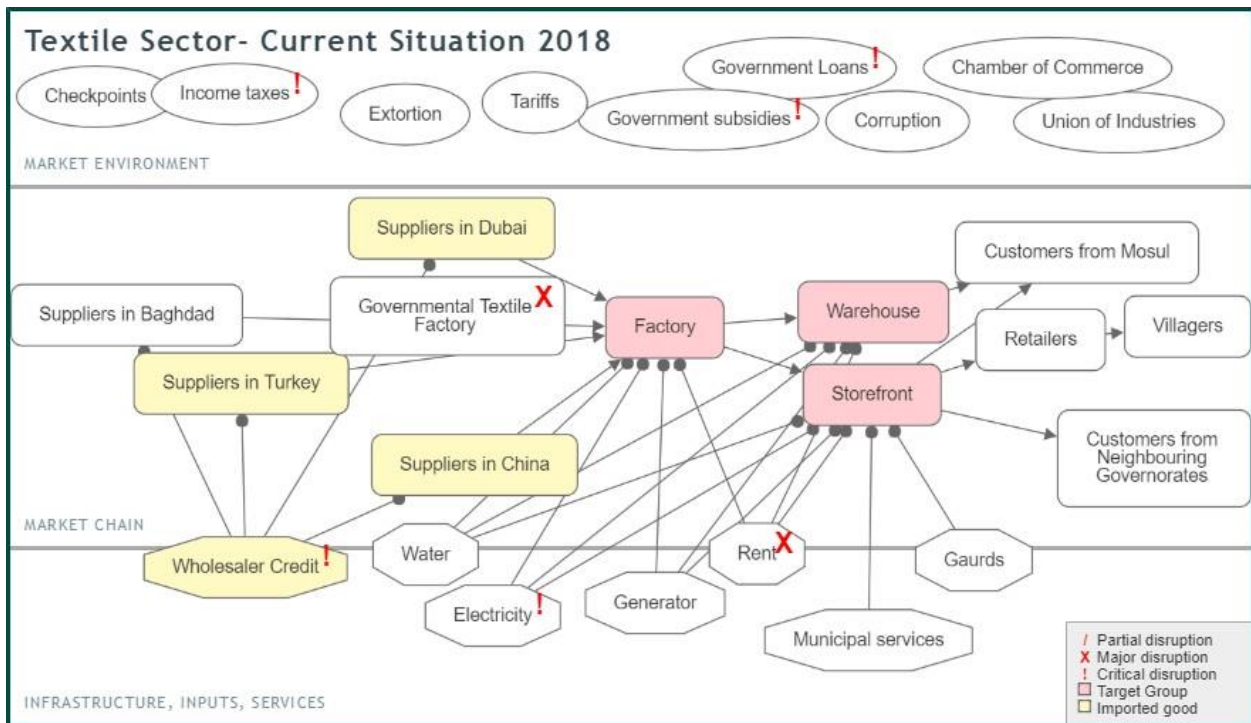 Textile Sector- Current Situation 2018
Checkpoints
Income taxes !
Extortion
Tariffs
Government Loans !
Government subsidies !
Corruption
Chamber of Commerce
Union of Industries
MARKET ENVIRONMENT
Suppliers in Dubai
Suppliers in Baghdad
Governmental Textile X
Factory
Suppliers in Turkey
Suppliers in China
Factory
Warehouse
Storefront
Customers from Mosul
Retailers
Villagers
Customers from
Neighbouring
Governorates
MARKET CHAIN
Wholesaler Credit !
Water
Electricity !
Generator
Rent X
Municipal services
Gaurds
INFRASTRUCTURE, INPUTS, SERVICES
/ Partial disruption
X Major disruption
! Critical disruption
Target Group
Imported good